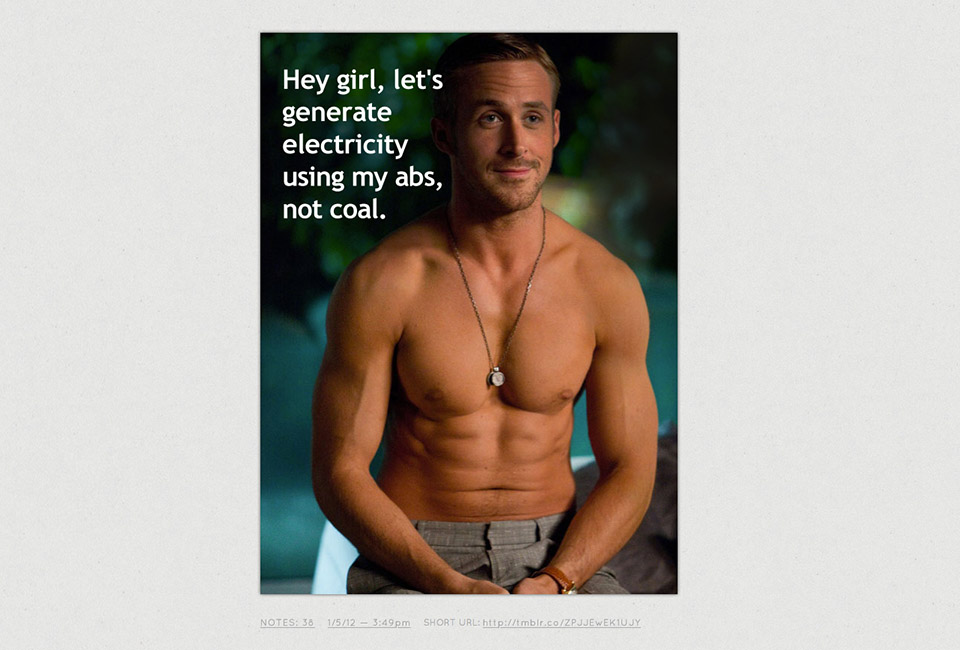 Hey girl, let's
generate
electricity
using my abs,
not coal.
NOTES: 38 1/5/12 — 3:49pm SHORT URL: http://tmblr.co/ZPJJEwEK1UJY